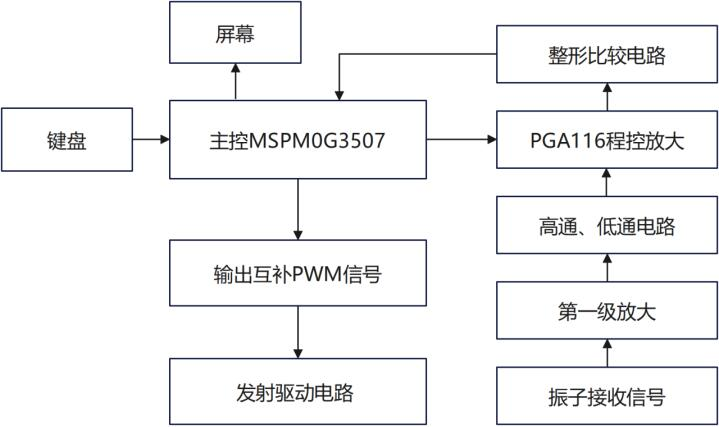 屏幕
整形比较电路
键盘
主控MSPM0G3507
PGA116程控放大
高通、低通电路
输出互补PWM信号
第一级放大
发射驱动电路
振子接收信号